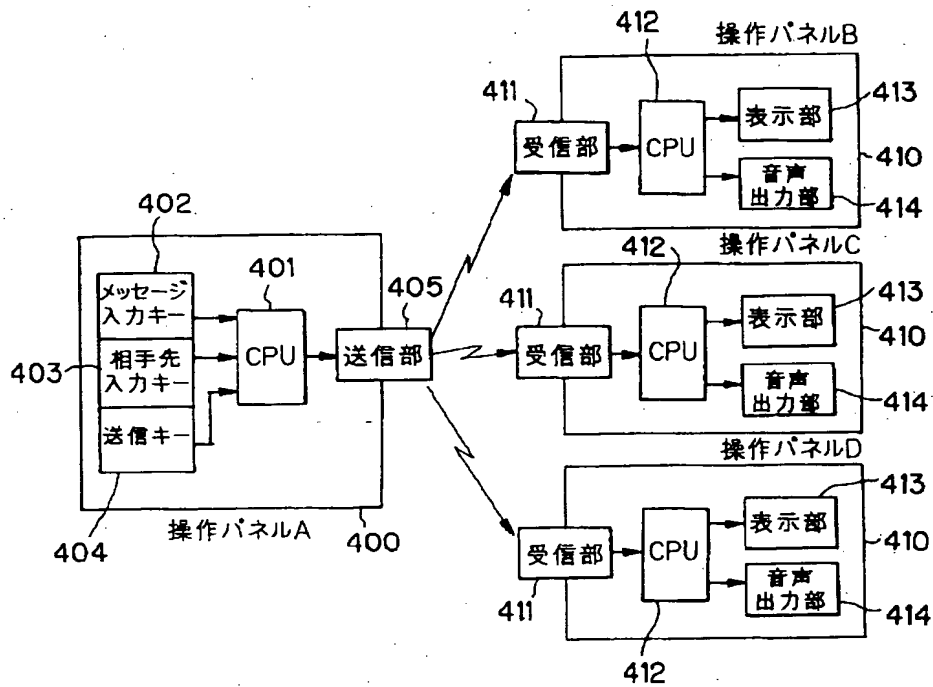 操作パネルB
412
411
413
表示部
受信部
CPU
410
音声
出力部
414
操作パネルC
412
411
413
表示部
受信部
CPU
410
音声
出力部
414
操作パネルD
413
表示部
受信部
CPU
410
音声
出力部
411
414
412
402
401
405
メッセージ
入力キー
403
相手先
入力キー
CPU
送信部
送信キー
404
操作パネルA
400